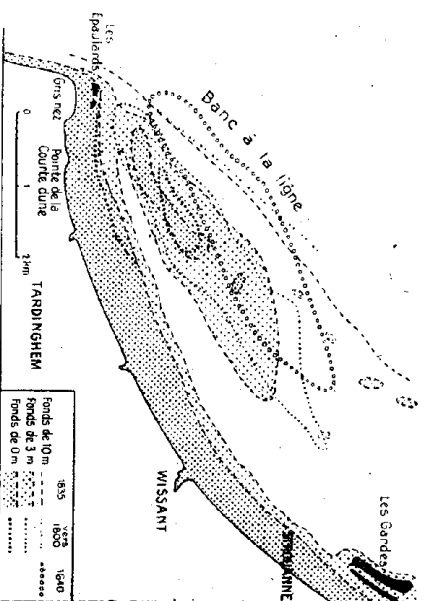 Les
Epaulards
Banc à la ligne
Gris nez
Pointe de la
Courte dune
0 1 2 Km
TARDINGHEM
WISSANT
Les Gardes
1835 vers 1800 1640
Fonds de 10 m
Fonds de 3 m
Fonds de 0 m